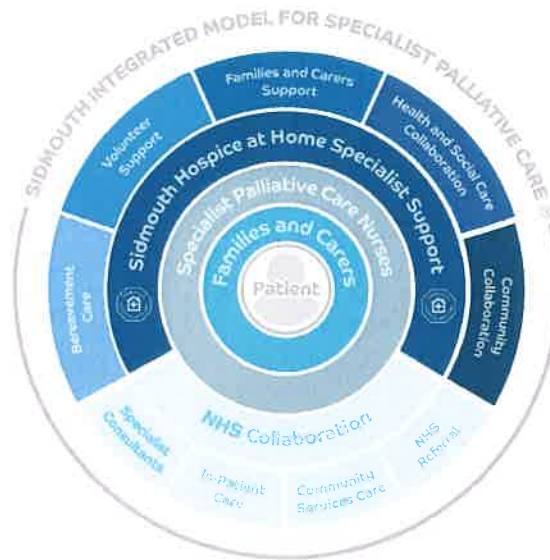 SIDMOUTH INTEGRATED MODEL FOR SPECIALIST PALLIATIVE CARE
Families and Carers
Support
Volunteer
Support
Health and Social Care
Collaboration
Bereavement
Care
Community
Collaboration
Sidmouth Hospice at Home Specialist Support
Specialist Palliative Care Nurses
Families and Carers
Patient
NHS Collaboration
Specialist
Consultants
In-Patient
Care
Community
Services Care
NHS
Referral